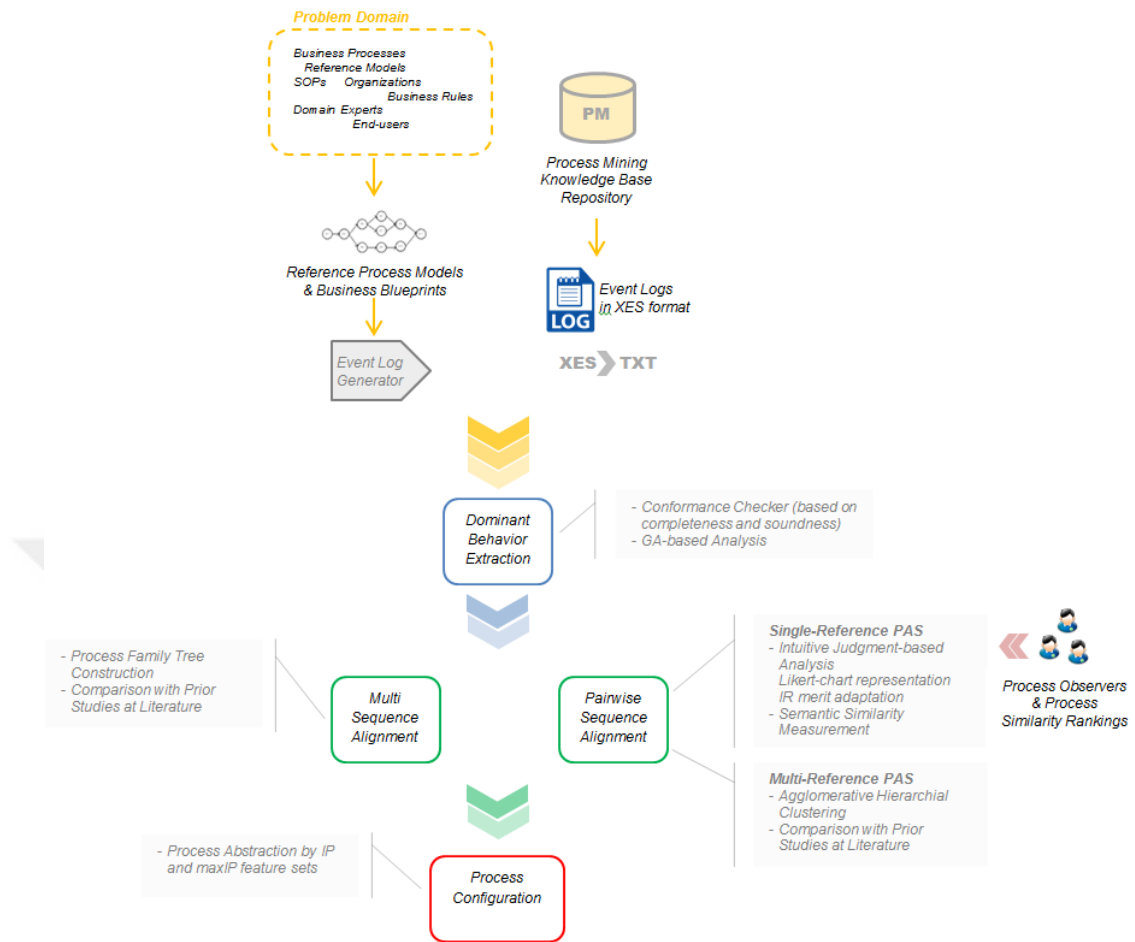 Problem Domain
Business Processes
Reference Models
SOPs Organizations
Business Rules
Domain Experts
End-users
PM
Process Mining
Knowledge Base
Repository
Reference Process Models
& Business Blueprints
Event Logs
in XES format
LOG
XES TXT
Event Log
Generator
Dominant
Behavior
Extraction
- Conformance Checker (based on
completeness and soundness)
- GA-based Analysis
- Process Family Tree
Construction
- Comparison with Prior
Studies at Literature
Multi
Sequence
Alignment
Pairwise
Sequence
Alignment
Single-Reference PAS
- Intuitive Judgment-based
Analysis
Likert-chart representation
IR merit adaptation
- Semantic Similarity
Measurement
Process Observers
& Process
Similarity Rankings
Multi-Reference PAS
- Agglomerative Hierarchial
Clustering
- Comparison with Prior
Studies at Literature
- Process Abstraction by IP
and maxIP feature sets
Process
Configuration